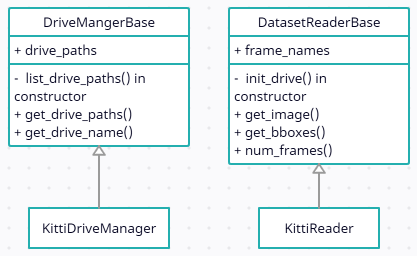 DriveMangerBase
+ drive_paths
- list_drive_paths() in
constructor
+ get_drive_paths()
+ get_drive_name()
KittiDriveManager
DatasetReaderBase
+ frame_names
- init_drive() in
constructor
+ get_image()
+ get_bboxes()
+ num_frames()
KittiReader